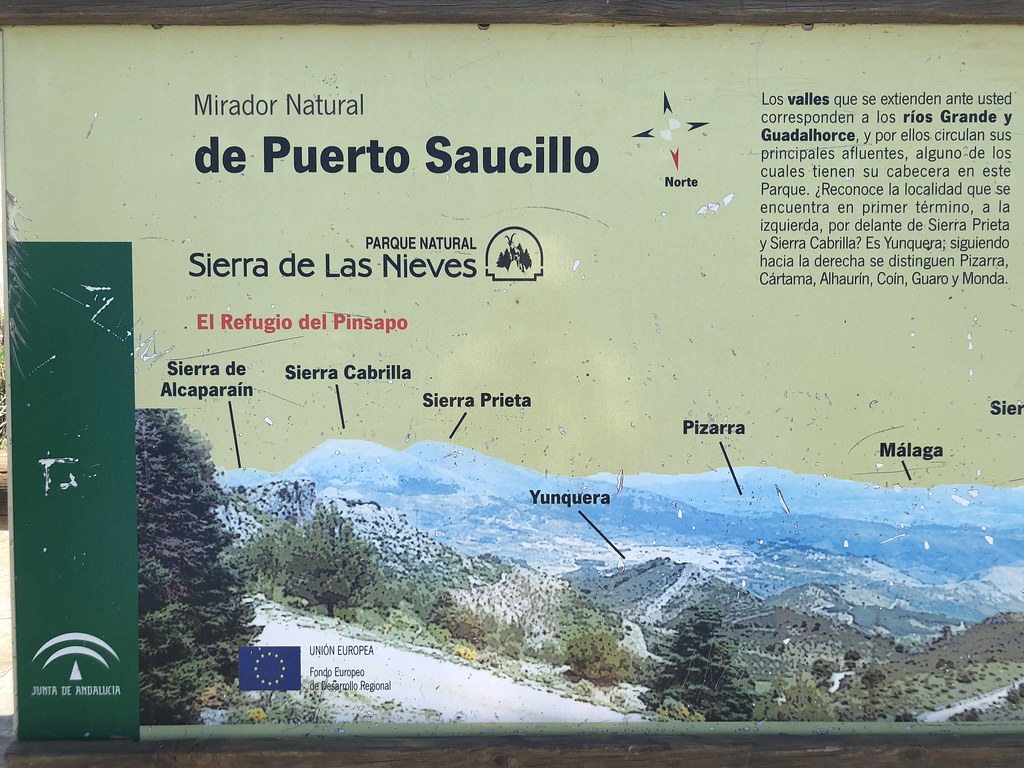 Mirador Natural
de Puerto Saucillo
Norte
Los valles que se extienden ante usted
corresponden a los ríos Grande y
Guadalhorce, y por ellos circulan sus
principales afluentes, alguno de los
cuales tienen su cabecera en este
Parque. ¿Reconoce la localidad que se
encuentra en primer término, a la
izquierda, por delante de Sierra Prieta
y Sierra Cabrilla? Es Yunquera; siguiendo
hacia la derecha se distinguen Pizarra,
Cártama, Alhaurín, Coín, Guaro y Monda.
PARQUE NATURAL
Sierra de Las Nieves
El Refugio del Pinsapo
Sierra de
Alcaparaín
Sierra Cabrilla
Sierra Prieta
Pizarra
Málaga
Sier
Yunquera
UNIÓN EUROPEA
Fondo Europeo
de Desarrollo Regional
JUNTA DE ANDALUCIA